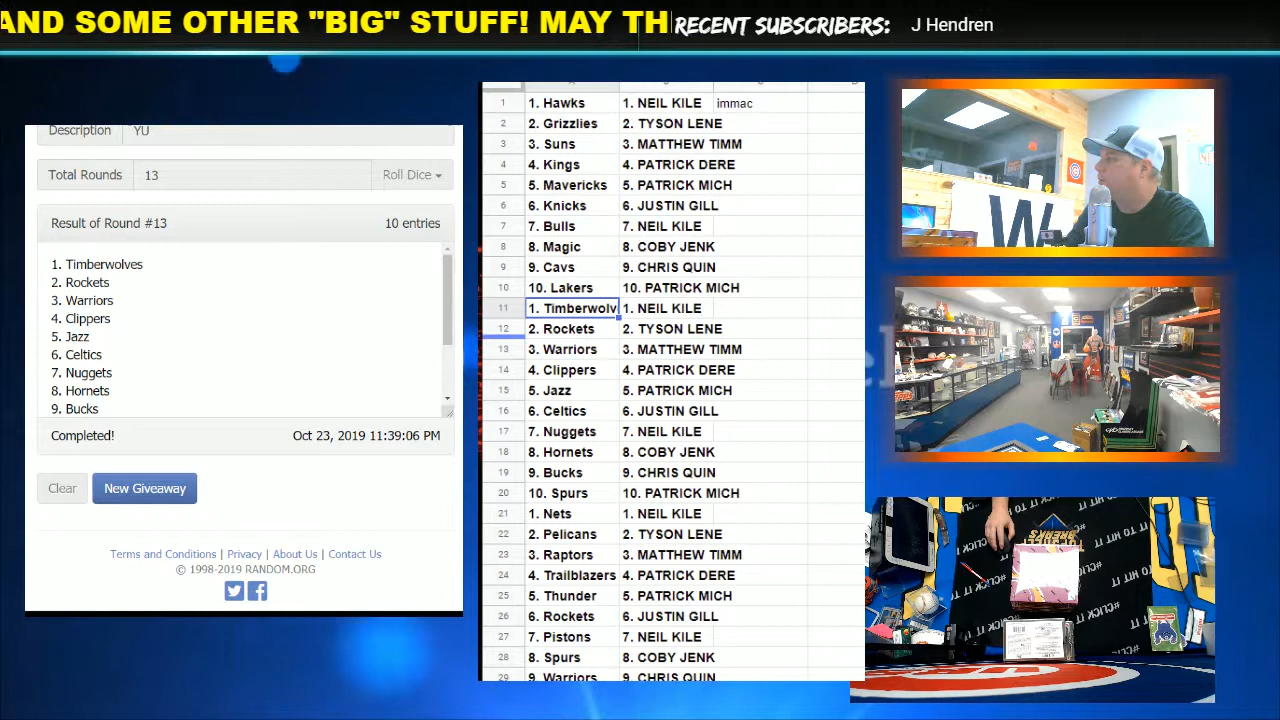 AND SOME OTHER "BIG" STUFF! MAY TH
RECENT SUBSCRIBERS: J Hendren
Description YU
Total Rounds 13 Roll Dice
Result of Round #13 10 entries
1. Timberwolves
2. Rockets
3. Warriors
4. Clippers
5. Jazz
6. Celtics
7. Nuggets
8. Hornets
9. Bucks
Completed! Oct 23, 2019 11:39:06 PM
Clear New Giveaway
Terms and Conditions | Privacy | About Us | Contact Us
© 1998-2019 RANDOM.ORG
1 1. Hawks 1. NEIL KILE immac
2 2. Grizzlies 2. TYSON LENE
3 3. Suns 3. MATTHEW TIMM
4 4. Kings 4. PATRICK DERE
5 5. Mavericks 5. PATRICK MICH
6 6. Knicks 6. JUSTIN GILL
7 7. Bulls 7. NEIL KILE
8 8. Magic 8. COBY JENK
9 9. Cavs 9. CHRIS QUIN
10 10. Lakers 10. PATRICK MICH
11 1. Timberwolv 1. NEIL KILE
12 2. Rockets 2. TYSON LENE
13 3. Warriors 3. MATTHEW TIMM
14 4. Clippers 4. PATRICK DERE
15 5. Jazz 5. PATRICK MICH
16 6. Celtics 6. JUSTIN GILL
17 7. Nuggets 7. NEIL KILE
18 8. Hornets 8. COBY JENK
19 9. Bucks 9. CHRIS QUIN
20 10. Spurs 10. PATRICK MICH
21 1. Nets 1. NEIL KILE
22 2. Pelicans 2. TYSON LENE
23 3. Raptors 3. MATTHEW TIMM
24 4. Trailblazers 4. PATRICK DERE
25 5. Thunder 5. PATRICK MICH
26 6. Rockets 6. JUSTIN GILL
27 7. Pistons 7. NEIL KILE
28 8. Spurs 8. COBY JENK
29 9. Warriors 9. CHRIS QUIN
W
BREAKS
#CLICK IT
HIT TO IT